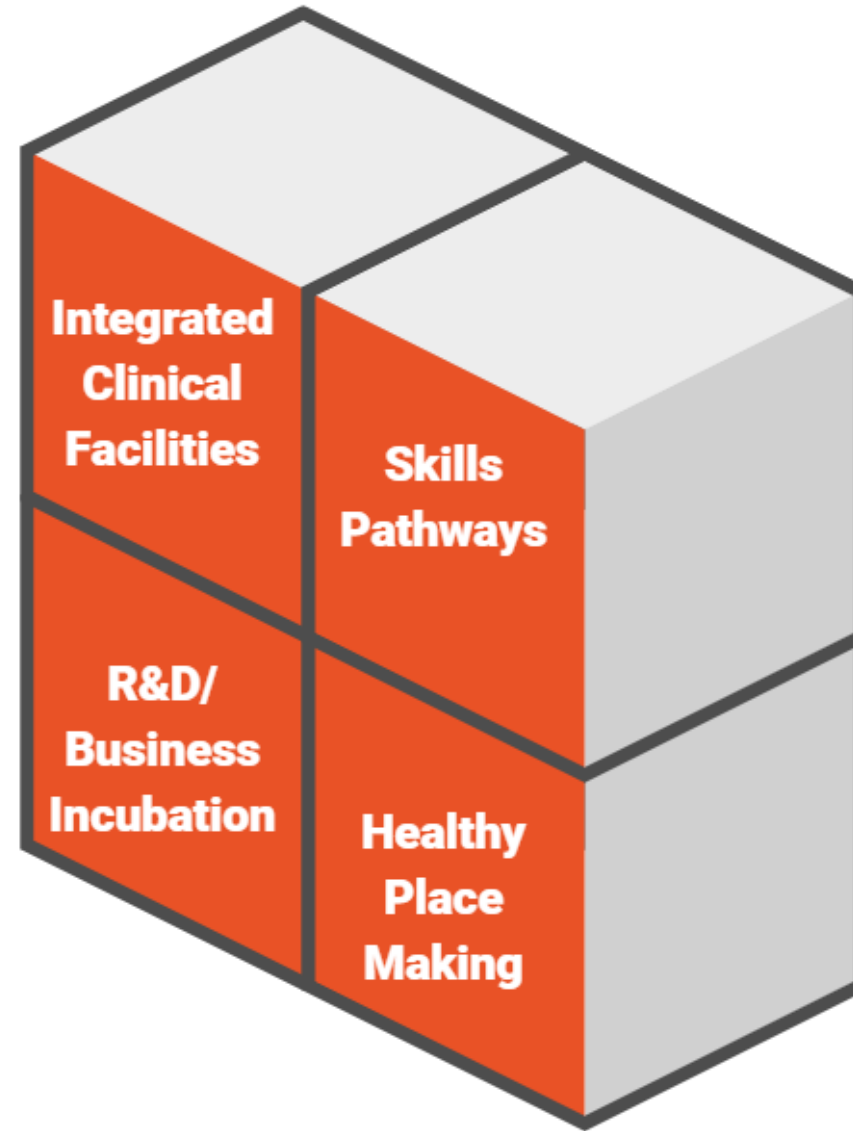 Integrated
Clinical
Facilities
Skills
Pathways
R&D/
Business
Incubation
Healthy
Place
Making